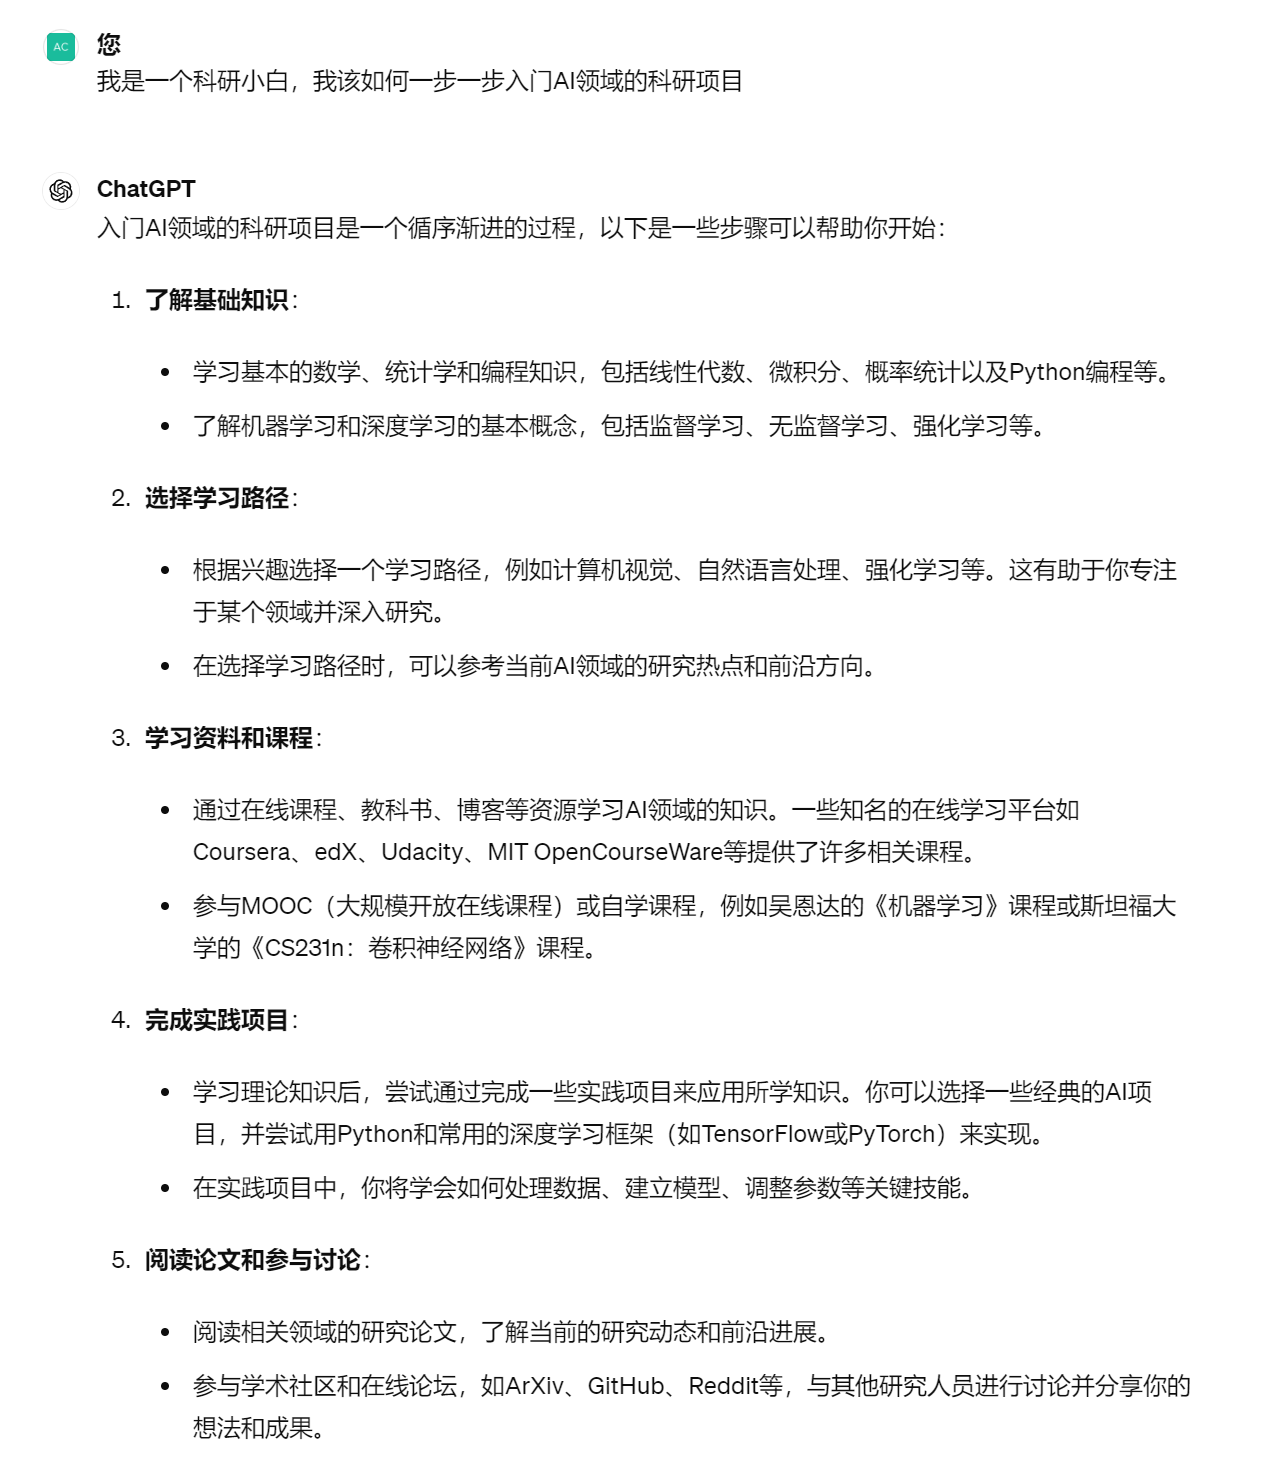 AC
您
我是一个科研小白，我该如何一步一步入门AI领域的科研项目
ChatGPT
入门AI领域的科研项目是一个循序渐进的过程，以下是一些步骤可以帮助你开始：
1. 了解基础知识：
• 学习基本的数学、统计学和编程知识，包括线性代数、微积分、概率统计以及Python编程等。
• 了解机器学习和深度学习的基本概念，包括监督学习、无监督学习、强化学习等。
2. 选择学习路径：
• 根据兴趣选择一个学习路径，例如计算机视觉、自然语言处理、强化学习等。这有助于你专注
于某个领域并深入研究。
• 在选择学习路径时，可以参考当前AI领域的研究热点和前沿方向。
3. 学习资料和课程：
• 通过在线课程、教科书、博客等资源学习AI领域的知识。一些知名的在线学习平台如
Coursera、edX、Udacity、MIT OpenCourseWare等提供了许多相关课程。
• 参与MOOC（大规模开放在线课程）或自学课程，例如吴恩达的《机器学习》课程或斯坦福大
学的《CS231n：卷积神经网络》课程。
4. 完成实践项目：
• 学习理论知识后，尝试通过完成一些实践项目来应用所学知识。你可以选择一些经典的AI项
目，并尝试用Python和常用的深度学习框架（如TensorFlow或PyTorch）来实现。
• 在实践项目中，你将学会如何处理数据、建立模型、调整参数等关键技能。
5. 阅读论文和参与讨论：
• 阅读相关领域的研究论文，了解当前的研究动态和前沿进展。
• 参与学术社区和在线论坛，如ArXiv、GitHub、Reddit等，与其他研究人员进行讨论并分享你的
想法和成果。